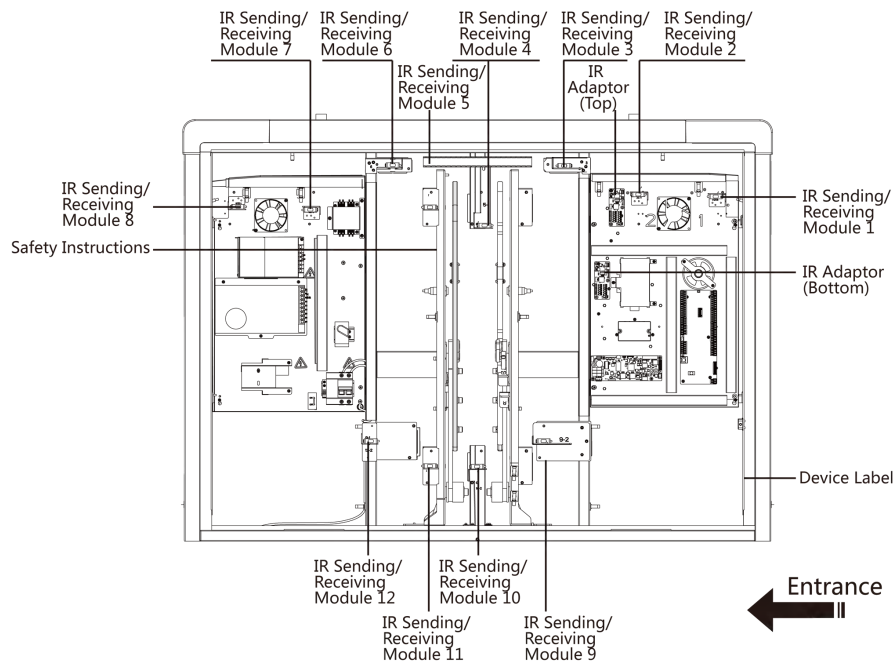 IR Sending/
Receiving
Module 7
IR Sending/
Receiving
Module 6
IR Sending/
Receiving
Module 5
IR Sending/
Receiving
Module 4
IR Sending/
Receiving
Module 3
IR
Adaptor
(Top)
IR Sending/
Receiving
Module 2
IR Sending/
Receiving
Module 8
Safety Instructions
IR Sending/
Receiving
Module 1
IR Adaptor
(Bottom)
2
1
9-2
9-2
Device Label
IR Sending/
Receiving
Module 12
IR Sending/
Receiving
Module 11
IR Sending/
Receiving
Module 10
IR Sending/
Receiving
Module 9
Entrance